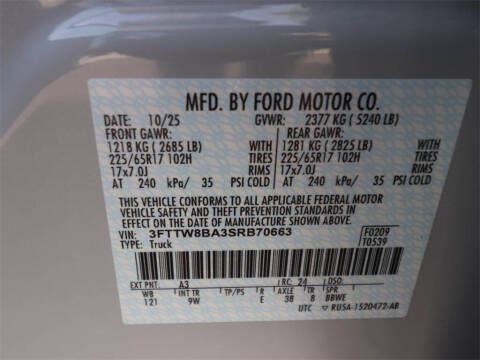 MFD. BY FORD MOTOR CO.
DATE: 10/25 GVWR: 2377 KG ( 5240 LB)
FRONT GAWR: REAR GAWR:
1218 KG ( 2685 LB) 1281 KG ( 2825 LB)
225/65R17 102H TIRES 225/65R17 102H TIRES
17x7.0J RIMS 17x7.0J RIMS
AT 240 kPa/ 35 PSI COLD AT 240 kPa/ 35 PSI COLD
THIS VEHICLE CONFORMS TO ALL APPLICABLE FEDERAL MOTOR
VEHICLE SAFETY AND BUMPER AND THEFT PREVENTION STANDARDS IN
EFFECT ON THE DATE OF MANUFACTURE SHOWN ABOVE.
VIN: 3FTTW8BA3SRB70663 F0209
TYPE: Truck T0539
EXT PNT: A3 RC: 24 DSO:
WB INT TR TP/PS R AXLE TR SPR
121 9W E 38 8 BBWE
UTC RUSA-1520472-AB